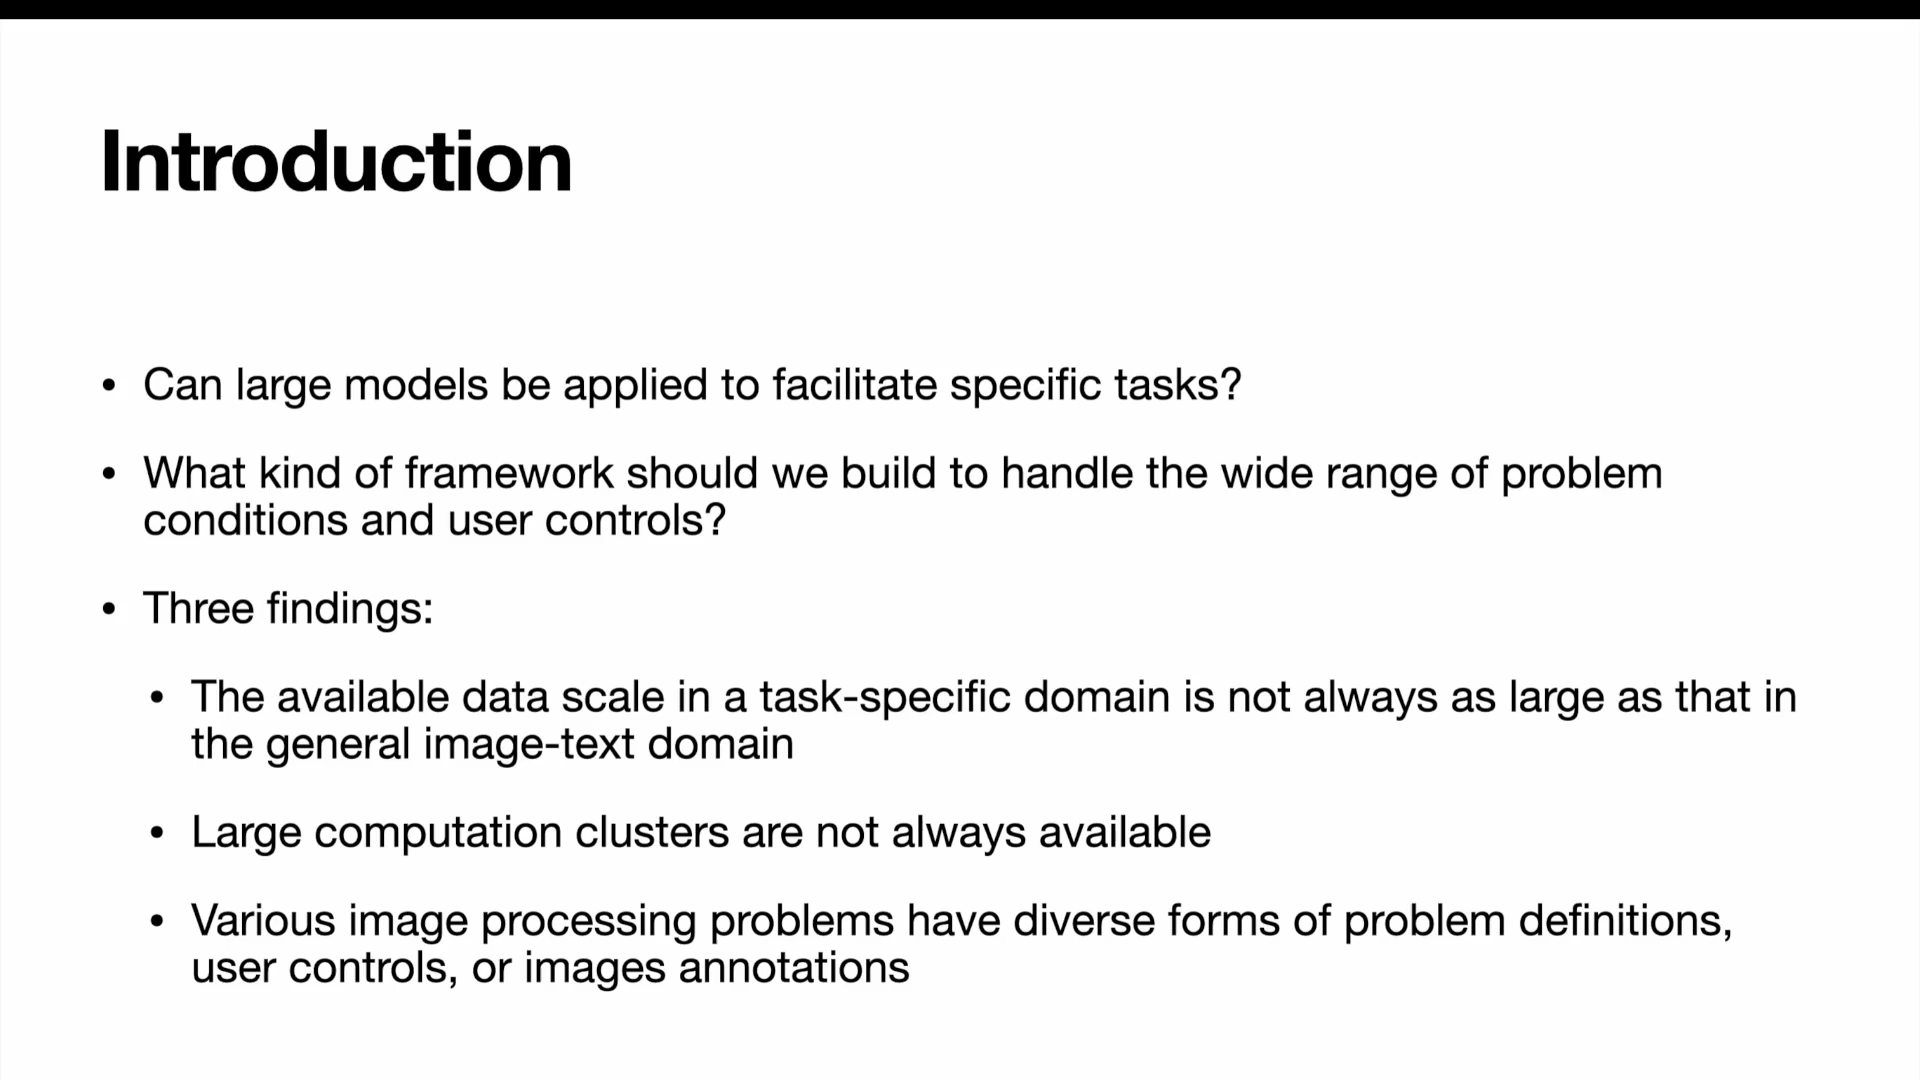 Introduction
• Can large models be applied to facilitate specific tasks?
• What kind of framework should we build to handle the wide range of problem
conditions and user controls?
• Three findings:
• The available data scale in a task-specific domain is not always as large as that in
the general image-text domain
• Large computation clusters are not always available
• Various image processing problems have diverse forms of problem definitions,
user controls, or images annotations